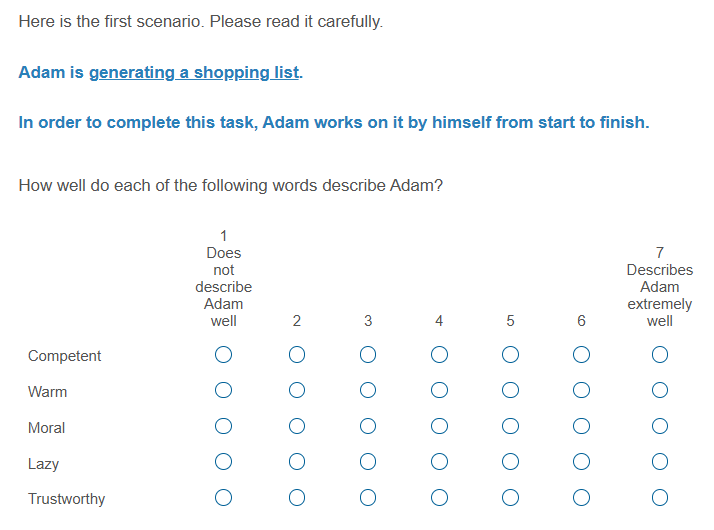 Here is the first scenario. Please read it carefully.
Adam is generating a shopping list.
In order to complete this task, Adam works on it by himself from start to finish.
How well do each of the following words describe Adam?
1
Does
not
describe
Adam
well
2
3
4
5
6
7
Describes
Adam
extremely
well
Competent
Warm
Moral
Lazy
Trustworthy